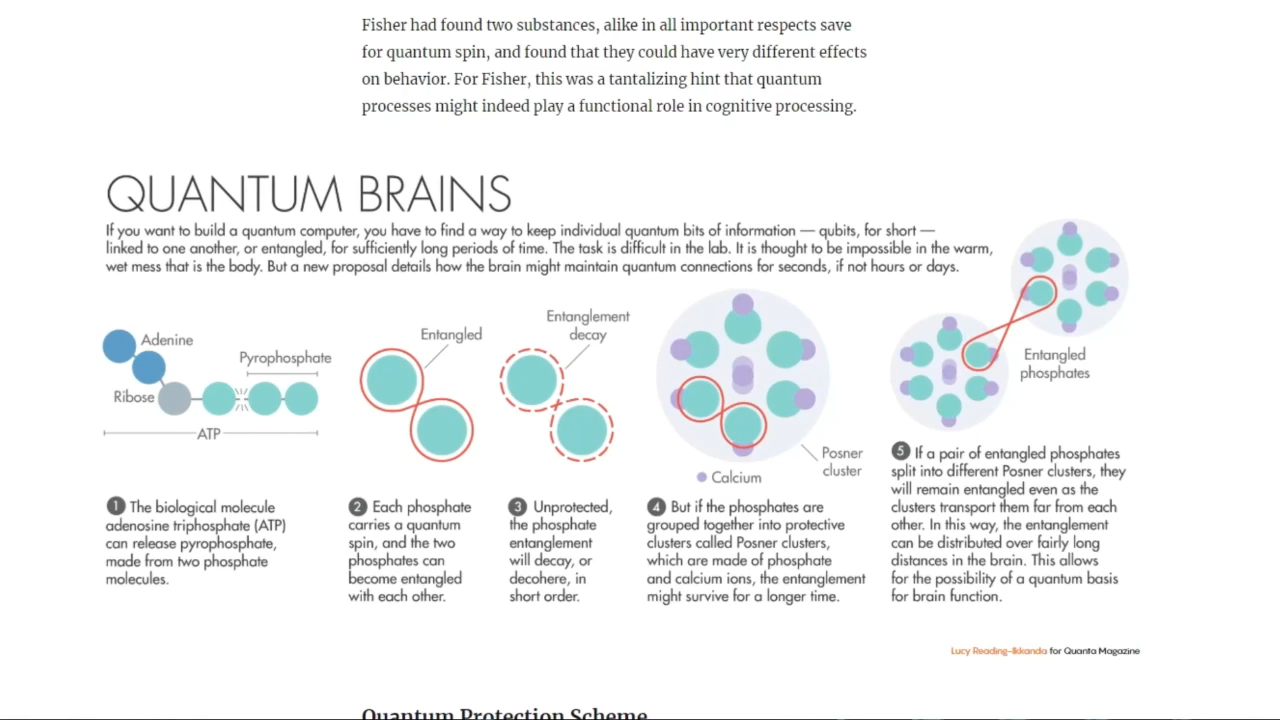 Fisher had found two substances, alike in all important respects save
for quantum spin, and found that they could have very different effects
on behavior. For Fisher, this was a tantalizing hint that quantum
processes might indeed play a functional role in cognitive processing.
QUANTUM BRAINS
If you want to build a quantum computer, you have to find a way to keep individual quantum bits of information — qubits, for short —
linked to one another, or entangled, for sufficiently long periods of time. The task is difficult in the lab. It is thought to be impossible in the warm,
wet mess that is the body. But a new proposal details how the brain might maintain quantum connections for seconds, if not hours or days.
Adenine
Pyrophosphate
Ribose
ATP
1 The biological molecule
adenosine triphosphate (ATP)
can release pyrophosphate,
made from two phosphate
molecules.
Entangled
2 Each phosphate
carries a quantum
spin, and the two
phosphates can
become entangled
with each other.
Entanglement
decay
3 Unprotected,
the phosphate
entanglement
will decay, or
decohere, in
short order.
Posner
cluster
Calcium
4 But if the phosphates are
grouped together into protective
clusters called Posner clusters,
which are made of phosphate
and calcium ions, the entanglement
might survive for a longer time.
Entangled
phosphates
5 If a pair of entangled phosphates
split into different Posner clusters, they
will remain entangled even as the
clusters transport them far from each
other. In this way, the entanglement
can be distributed over fairly long
distances in the brain. This allows
for the possibility of a quantum basis
for brain function.
Lucy Reading-Ikkanda for Quanta Magazine
Quantum Protection Scheme